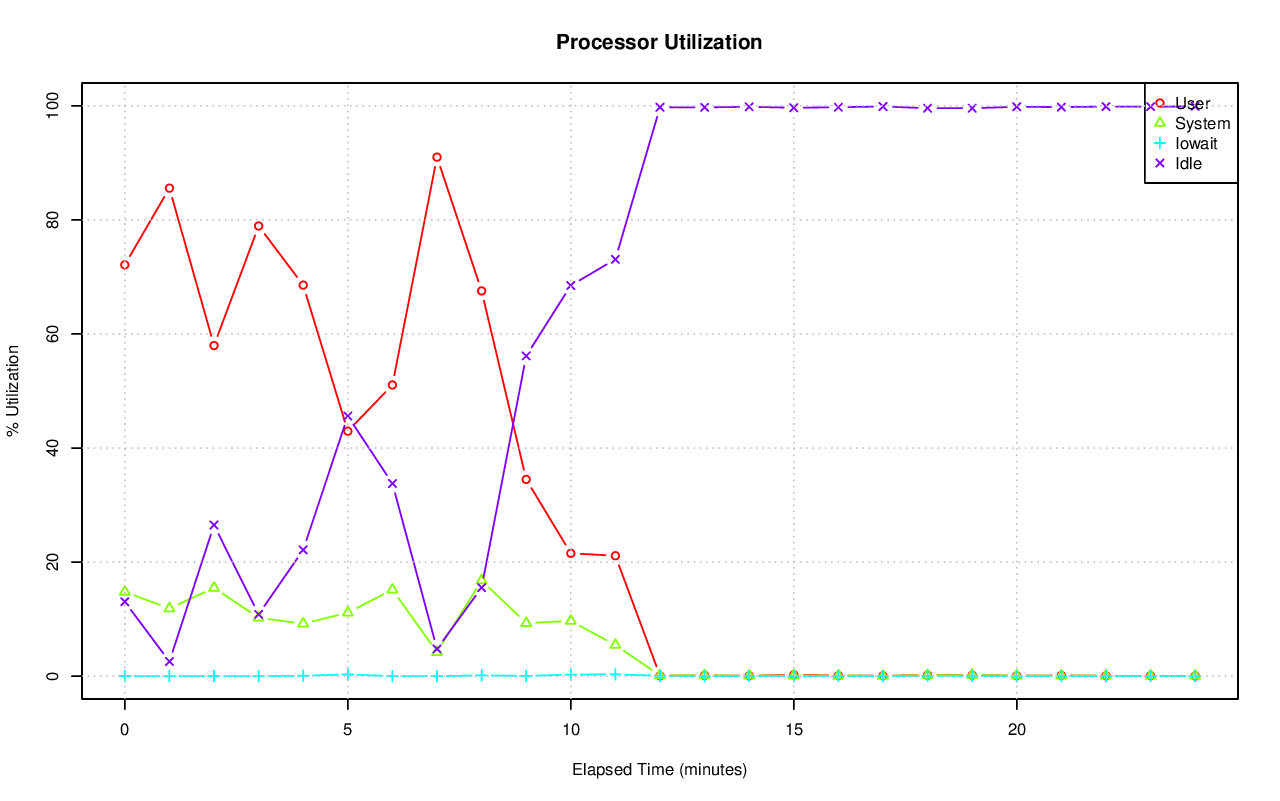 Processor Utilization
% Utilization
100
80
60
40
20
0
User
System
Iowait
Idle
0 5 10 15 20
Elapsed Time (minutes)